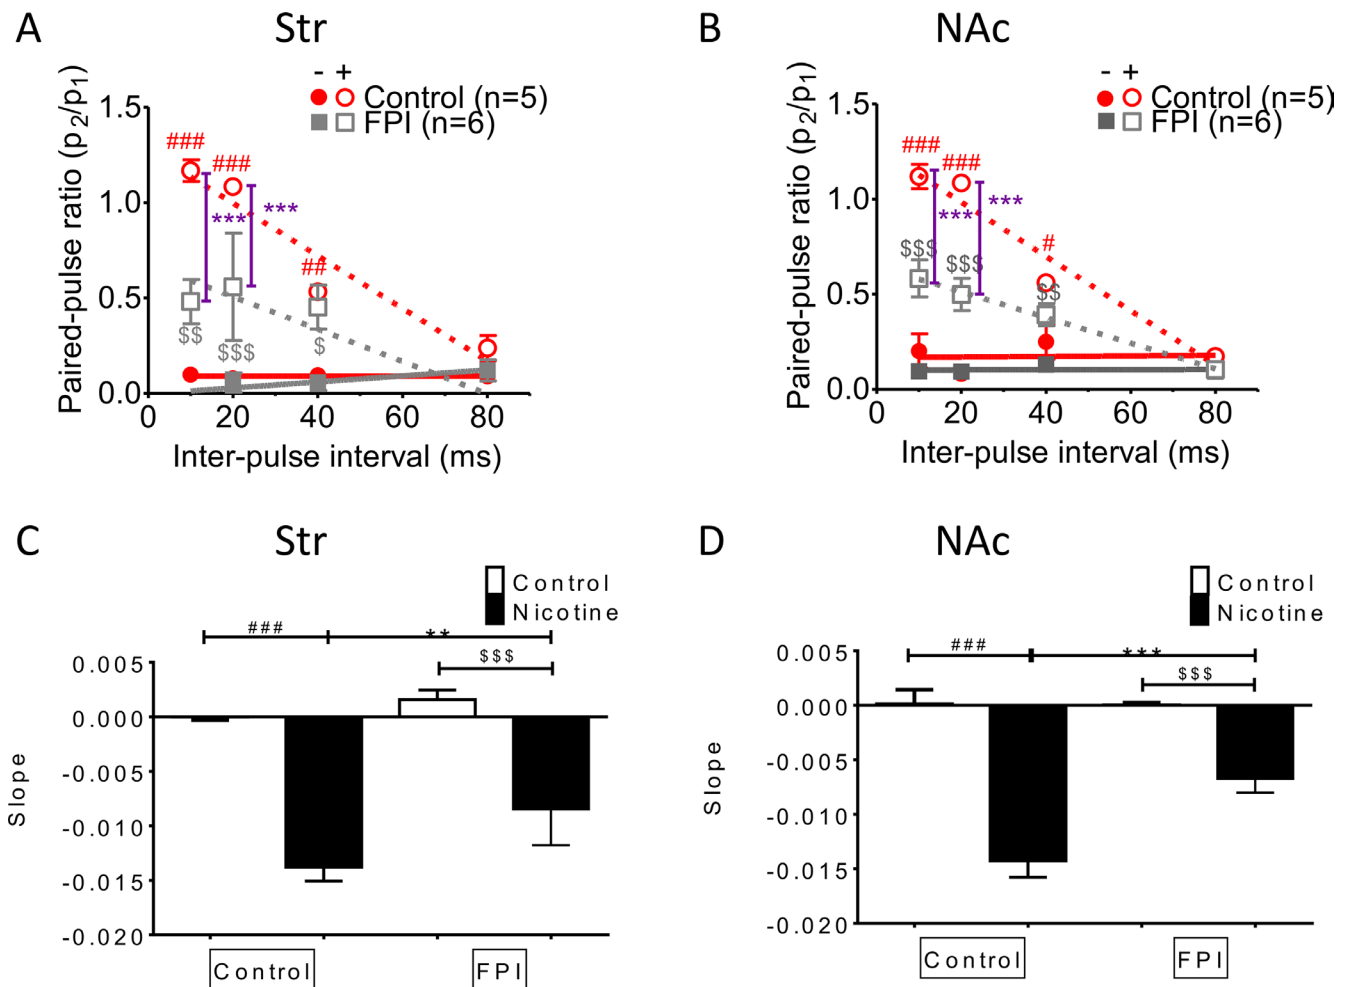 A Str
- +
Control (n=5)
FPI (n=6)
Paired-pulse ratio (p2/p1)
1.5
1.0
0.5
0.0
###
###
***
***
##
$$
$$$
$
0 20 40 60 80
Inter-pulse interval (ms)
B NAc
- +
Control (n=5)
FPI (n=6)
Paired-pulse ratio (p2/p1)
1.5
1.0
0.5
0.0
###
###
***
***
#
$$$
$$$
$$
0 20 40 60 80
Inter-pulse interval (ms)
C Str
Control
Nicotine
###
**
$$$
Slope
0.005
0.000
-0.005
-0.010
-0.015
-0.020
Control FPI
D NAc
Control
Nicotine
###
***
$$$
Slope
0.005
0.000
-0.005
-0.010
-0.015
-0.020
Control FPI